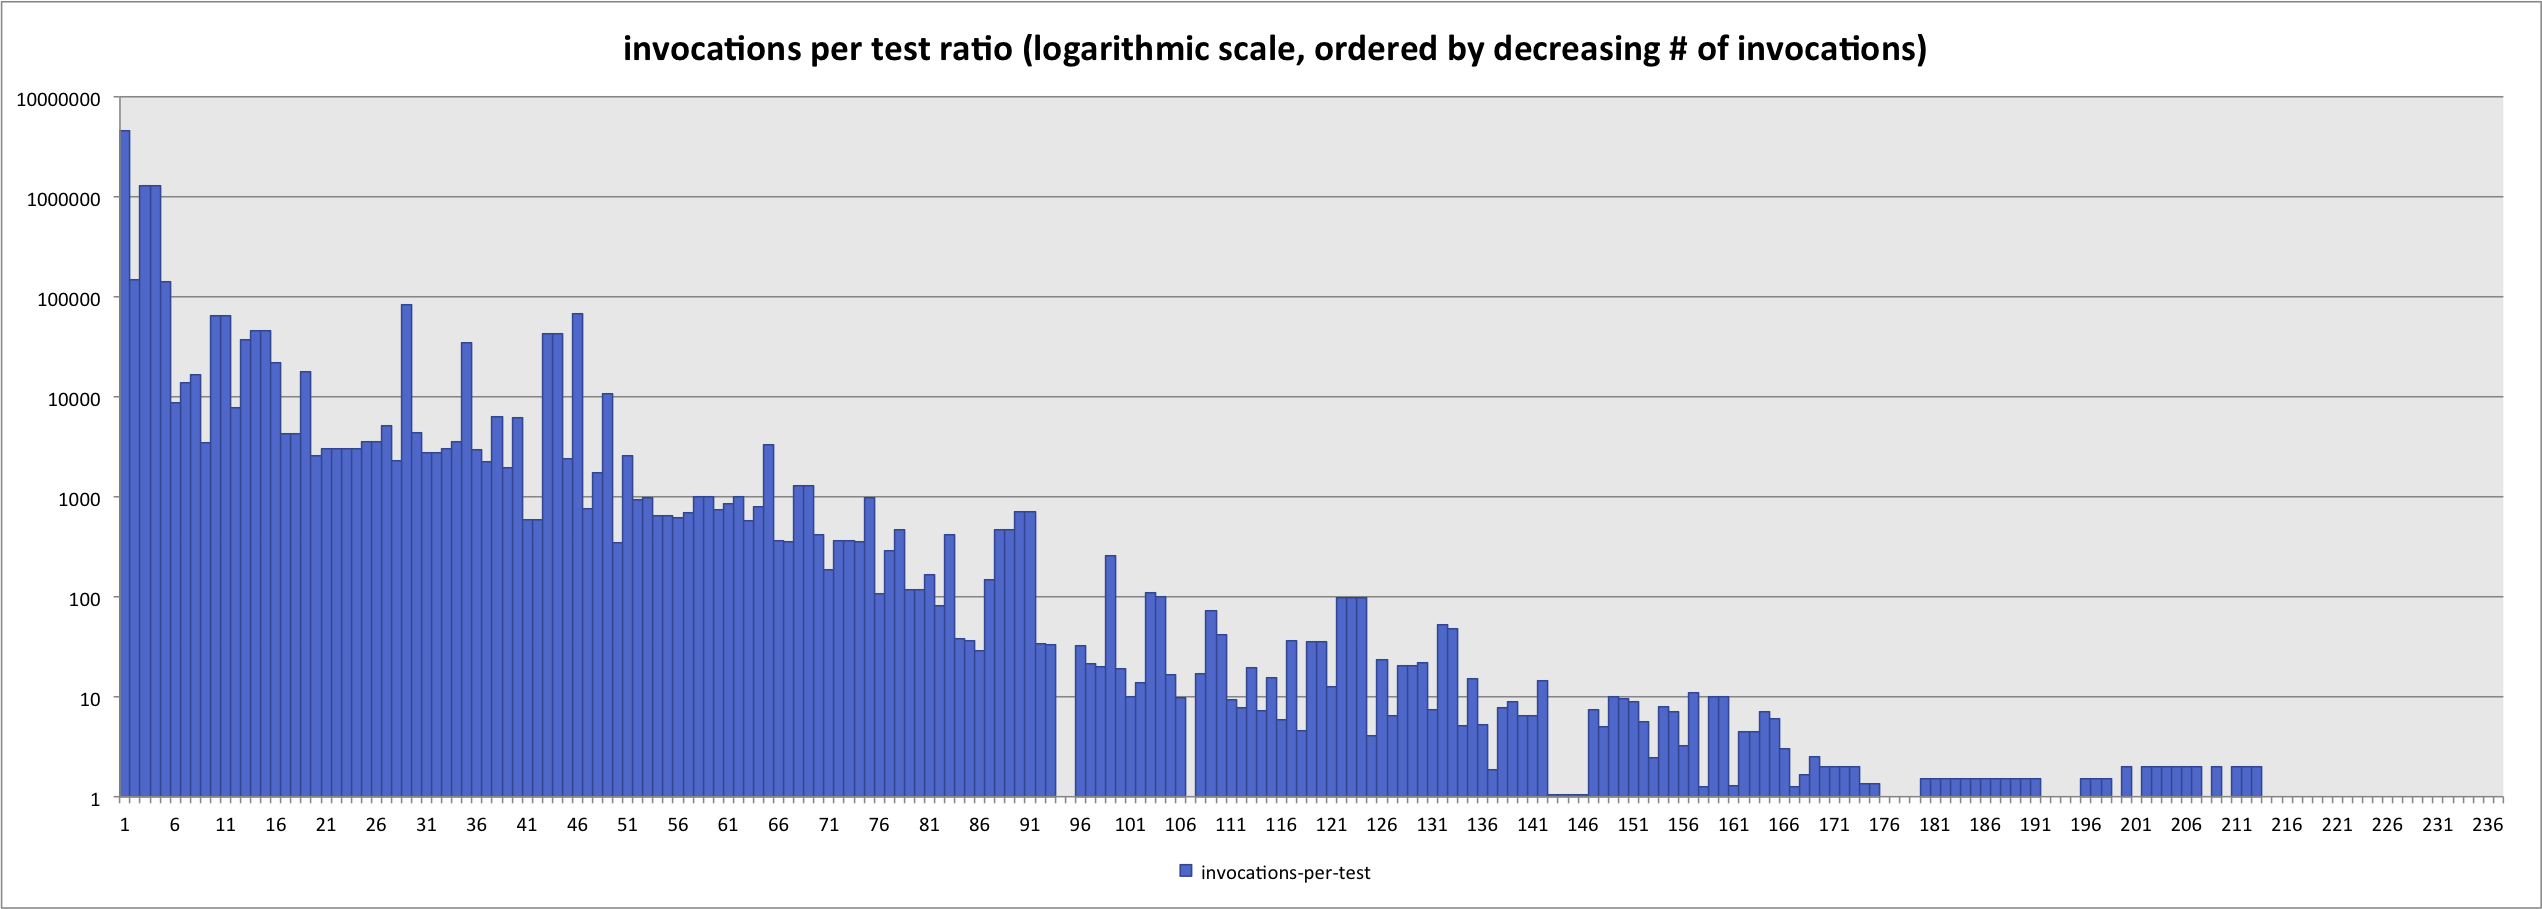 invocations per test ratio (logarithmic scale, ordered by decreasing # of invocations)
10000000
1000000
100000
10000
1000
100
10
1
1 6 11 16 21 26 31 36 41 46 51 56 61 66 71 76 81 86 91 96 101 106 111 116 121 126 131 136 141 146 151 156 161 166 171 176 181 186 191 196 201 206 211 216 221 226 231 236
invocations-per-test